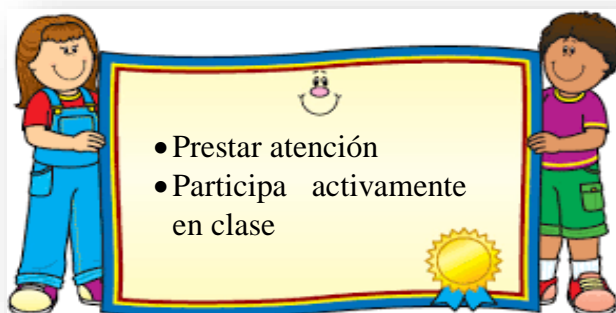 • Prestar atención
• Participa activamente
en clase